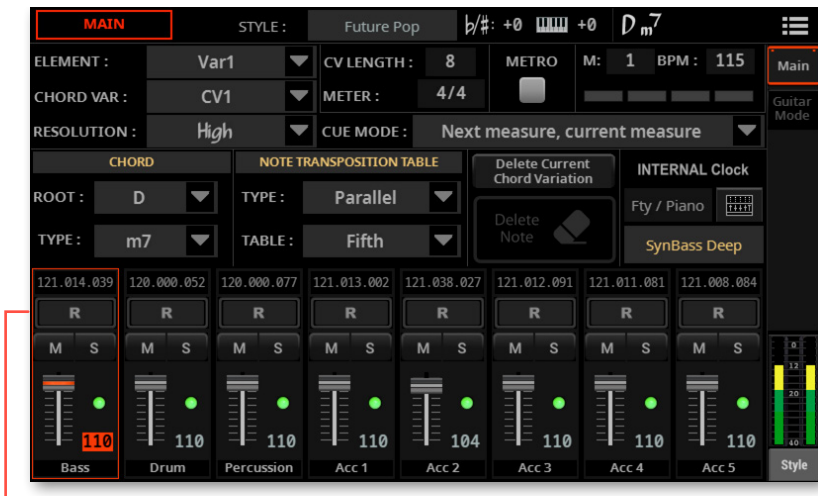 MAIN STYLE : Future Pop ♭/#: +0 +0 Dm7
ELEMENT : Var1 CV LENGTH : 8 METRO M: 1 BPM : 115 Main
CHORD VAR : CV1 METER : 4/4 Guitar Mode
RESOLUTION : High CUE MODE : Next measure, current measure
CHORD NOTE TRANSPOSITION TABLE Delete Current Chord Variation INTERNAL Clock
ROOT : D TYPE : Parallel Fty / Piano
TYPE : m7 TABLE : Fifth Delete Note SynBass Deep
121.014.039 120.000.052 120.000.077 121.013.002 121.038.027 121.012.091 121.011.081 121.008.084
R R R R R R R R
M S M S M S M S M S M S M S M S 0
12
20
110 110 110 110 104 110 110 110 40
Bass Drum Percussion Acc 1 Acc 2 Acc 3 Acc 4 Acc 5 Style